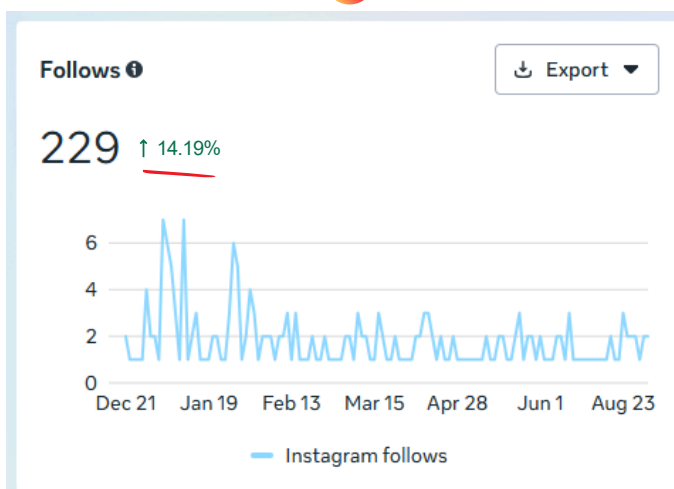 Follows
Export
229 ↑ 14.19%
6
4
2
0
Dec 21 Jan 19 Feb 13 Mar 15 Apr 28 Jun 1 Aug 23
Instagram follows